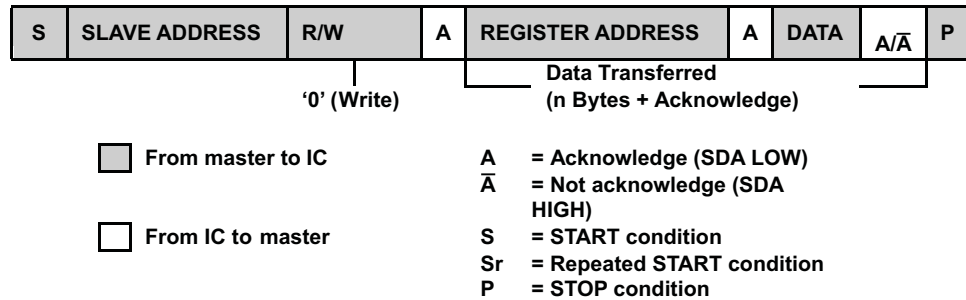 S SLAVE ADDRESS R/W A REGISTER ADDRESS A DATA A/A̅ P
‘0’ (Write)
Data Transferred
(n Bytes + Acknowledge)
From master to IC
From IC to master
A = Acknowledge (SDA LOW)
A̅ = Not acknowledge (SDA
HIGH)
S = START condition
Sr = Repeated START condition
P = STOP condition